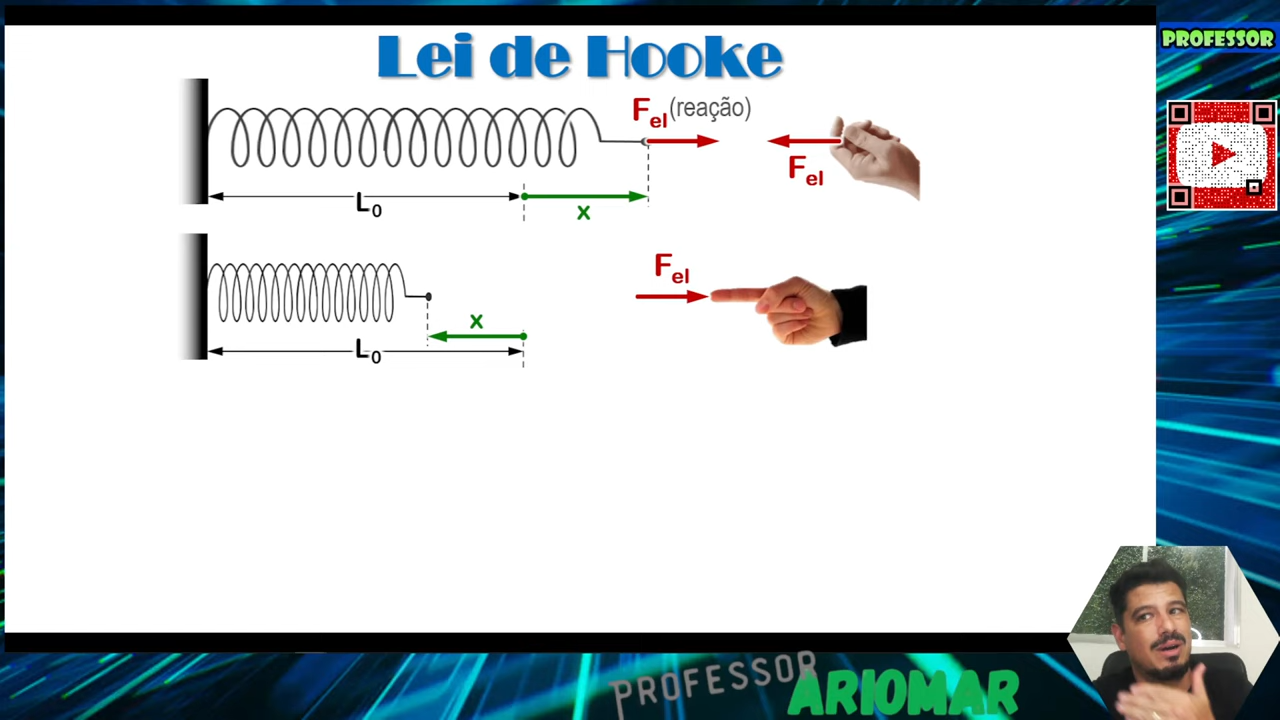 Lei de Hooke
PROFESSOR
Fel (reação)
Fel
L0
x
Fel
x
L0
PROFESSOR
ARIOMAR